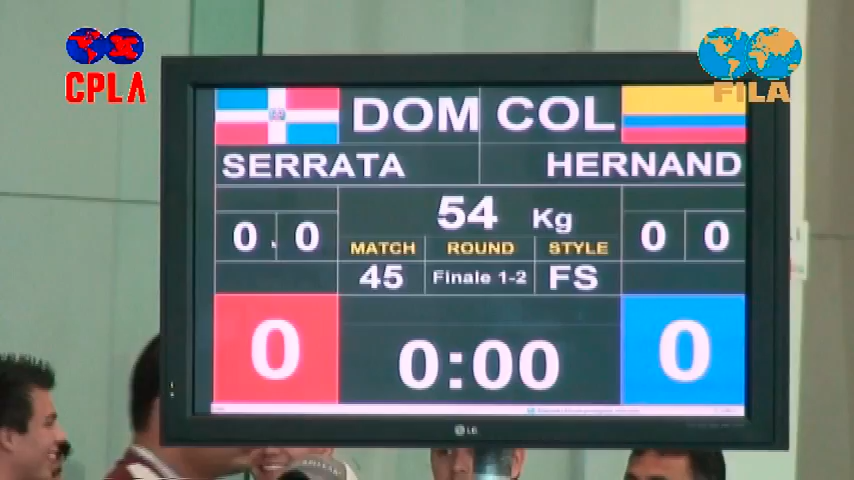 CPLA
FILA
DOM COL
SERRATA HERNAND
54 Kg
0 0 0 0
MATCH ROUND STYLE
45 Finale 1-2 FS
0 0:00 0
LG